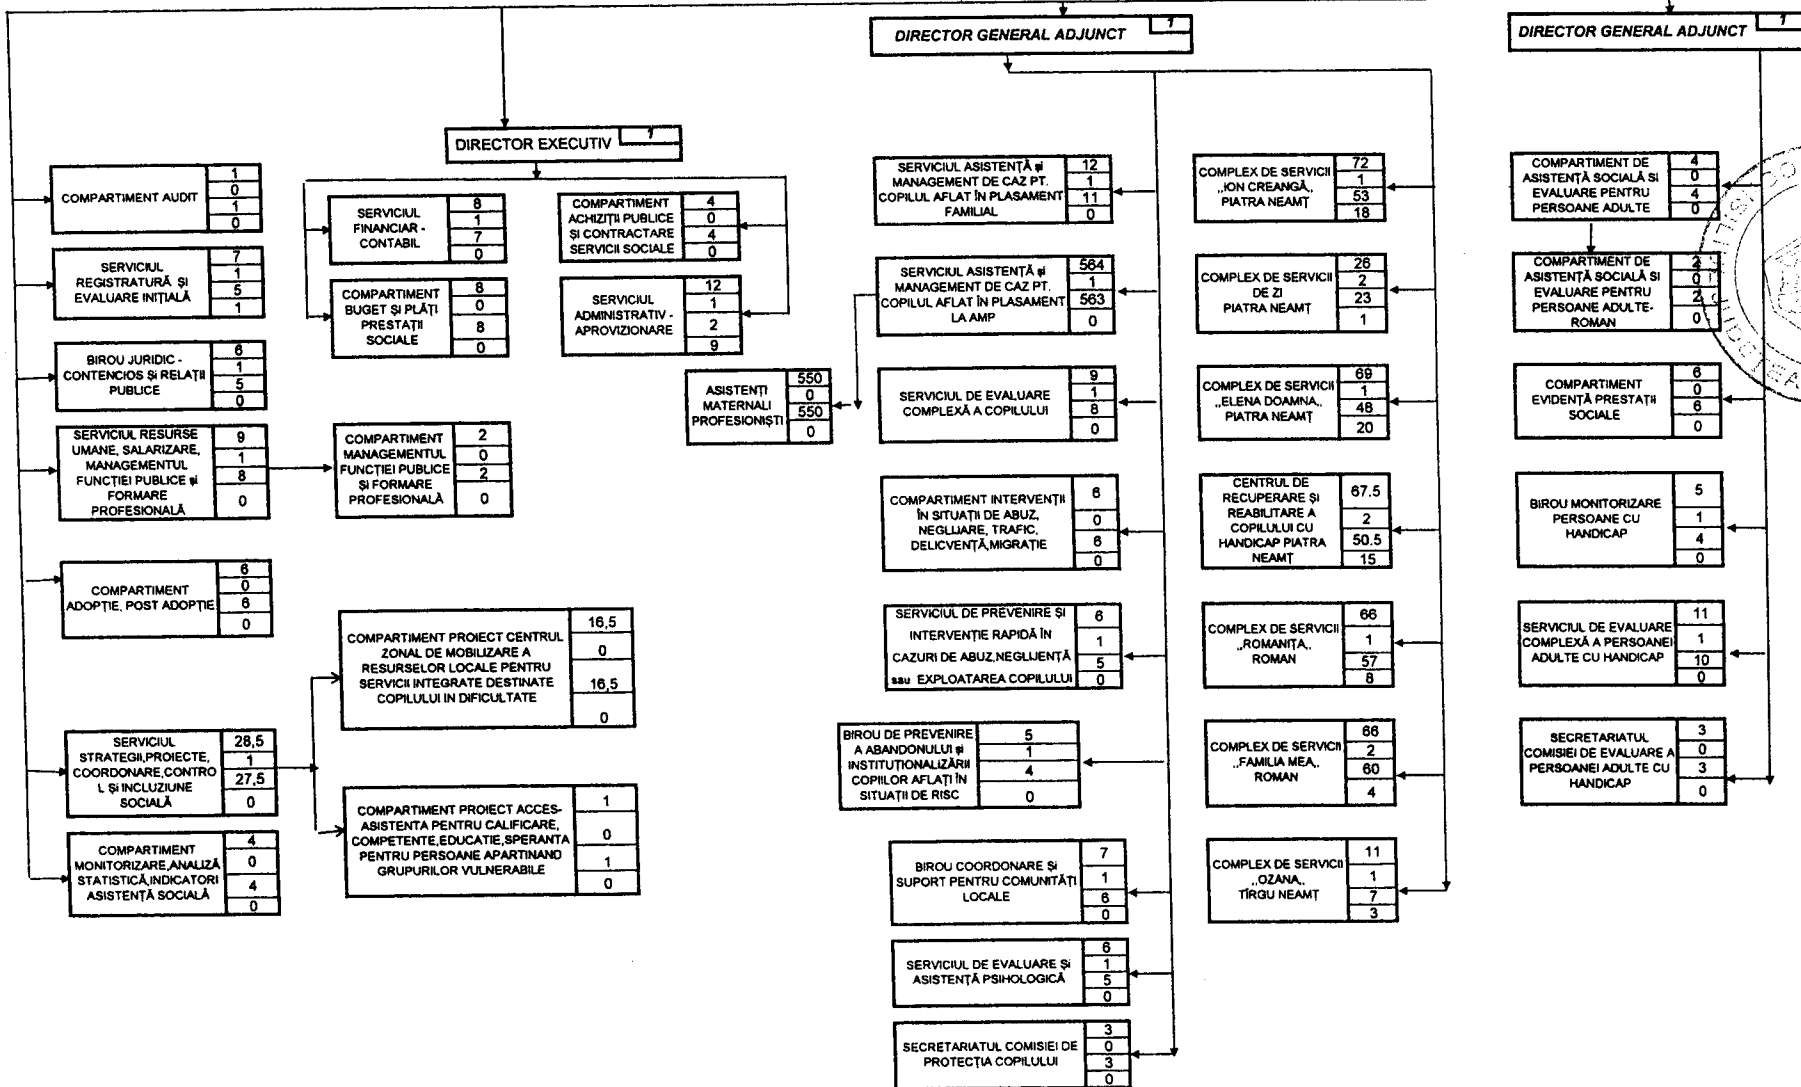 DIRECTOR GENERAL ADJUNCT
1
DIRECTOR GENERAL ADJUNCT
1
DIRECTOR EXECUTIV
1
COMPARTIMENT AUDIT
1
0
1
0
SERVICIUL
REGISTRATURĂ ȘI
EVALUARE INIȚIALĂ
7
1
5
1
BIROU JURIDIC -
CONTENCIOS ȘI RELAȚII
PUBLICE
6
1
5
0
SERVICIUL RESURSE
UMANE, SALARIZARE,
MANAGEMENTUL
FUNCȚIEI PUBLICE și
FORMARE
PROFESIONALĂ
9
1
8
0
COMPARTIMENT
MANAGEMENTUL
FUNCȚIEI PUBLICE
ȘI FORMARE
PROFESIONALĂ
2
0
2
0
COMPARTIMENT
ADOPȚIE, POST ADOPȚIE
6
0
6
0
SERVICIUL
STRATEGII,PROIECTE,
COORDONARE,CONTRO
L ȘI INCLUZIUNE
SOCIALĂ
28,5
1
27,5
0
COMPARTIMENT PROIECT CENTRUL
ZONAL DE MOBILIZARE A
RESURSELOR LOCALE PENTRU
SERVICII INTEGRATE DESTINATE
COPILULUI IN DIFICULTATE
16,5
0
16,5
0
COMPARTIMENT PROIECT ACCES-
ASISTENTA PENTRU CALIFICARE,
COMPETENTE,EDUCATIE,SPERANTA
PENTRU PERSOANE APARTINAND
GRUPURILOR VULNERABILE
1
0
1
0
COMPARTIMENT
MONITORIZARE,ANALIZĂ
STATISTICĂ,INDICATORI
ASISTENȚĂ SOCIALĂ
4
0
4
0
SERVICIUL
FINANCIAR -
CONTABIL
8
1
7
0
COMPARTIMENT
ACHIZIȚII PUBLICE
ȘI CONTRACTARE
SERVICII SOCIALE
4
0
4
0
COMPARTIMENT
BUGET ȘI PLĂȚI
PRESTAȚII
SOCIALE
8
0
8
0
SERVICIUL
ADMINISTRATIV -
APROVIZIONARE
12
1
2
9
SERVICIUL ASISTENȚĂ și
MANAGEMENT DE CAZ PT.
COPILUL AFLAT ÎN PLASAMENT
FAMILIAL
12
1
11
0
SERVICIUL ASISTENȚĂ și
MANAGEMENT DE CAZ PT.
COPILUL AFLAT ÎN PLASAMENT
LA AMP
564
1
563
0
ASISTENȚI
MATERNALI
PROFESIONIȘTI
550
0
550
0
SERVICIUL DE EVALUARE
COMPLEXĂ A COPILULUI
9
1
8
0
COMPARTIMENT INTERVENȚII
ÎN SITUAȚII DE ABUZ,
NEGLIJARE, TRAFIC,
DELICVENȚĂ,MIGRAȚIE
6
0
6
0
SERVICIUL DE PREVENIRE ȘI
INTERVENȚIE RAPIDĂ ÎN
CAZURI DE ABUZ,NEGLIJENȚĂ
sau EXPLOATAREA COPILULUI
6
1
5
0
BIROU DE PREVENIRE
A ABANDONULUI și
INSTITUȚIONALIZĂRII
COPIILOR AFLAȚI ÎN
SITUAȚII DE RISC
5
1
4
0
BIROU COORDONARE ȘI
SUPORT PENTRU COMUNITĂȚI
LOCALE
7
1
6
0
SERVICIUL DE EVALUARE ȘI
ASISTENȚĂ PSIHOLOGICĂ
6
1
5
0
SECRETARIATUL COMISIEI DE
PROTECȚIA COPILULUI
3
0
3
0
COMPLEX DE SERVICII
,,ION CREANGĂ,,
PIATRA NEAMȚ
72
1
53
18
COMPLEX DE SERVICII
DE ZI
PIATRA NEAMȚ
26
2
23
1
COMPLEX DE SERVICII
,,ELENA DOAMNA,,
PIATRA NEAMȚ
69
1
48
20
CENTRUL DE
RECUPERARE ȘI
REABILITARE A
COPILULUI CU
HANDICAP PIATRA
NEAMȚ
67.5
2
50.5
15
COMPLEX DE SERVICII
,,ROMANIȚA,,
ROMAN
66
1
57
8
COMPLEX DE SERVICII
,,FAMILIA MEA,,
ROMAN
66
2
60
4
COMPLEX DE SERVICII
,,OZANA,,
TÎRGU NEAMȚ
11
1
7
3
COMPARTIMENT DE
ASISTENȚĂ SOCIALĂ SI
EVALUARE PENTRU
PERSOANE ADULTE
4
0
4
0
COMPARTIMENT DE
ASISTENȚĂ SOCIALĂ SI
EVALUARE PENTRU
PERSOANE ADULTE-
ROMAN
2
0
2
0
COMPARTIMENT
EVIDENȚĂ PRESTAȚII
SOCIALE
6
0
6
0
BIROU MONITORIZARE
PERSOANE CU
HANDICAP
5
1
4
0
SERVICIUL DE EVALUARE
COMPLEXĂ A PERSOANEI
ADULTE CU HANDICAP
11
1
10
0
SECRETARIATUL
COMISIEI DE EVALUARE A
PERSOANEI ADULTE CU
HANDICAP
3
0
3
0